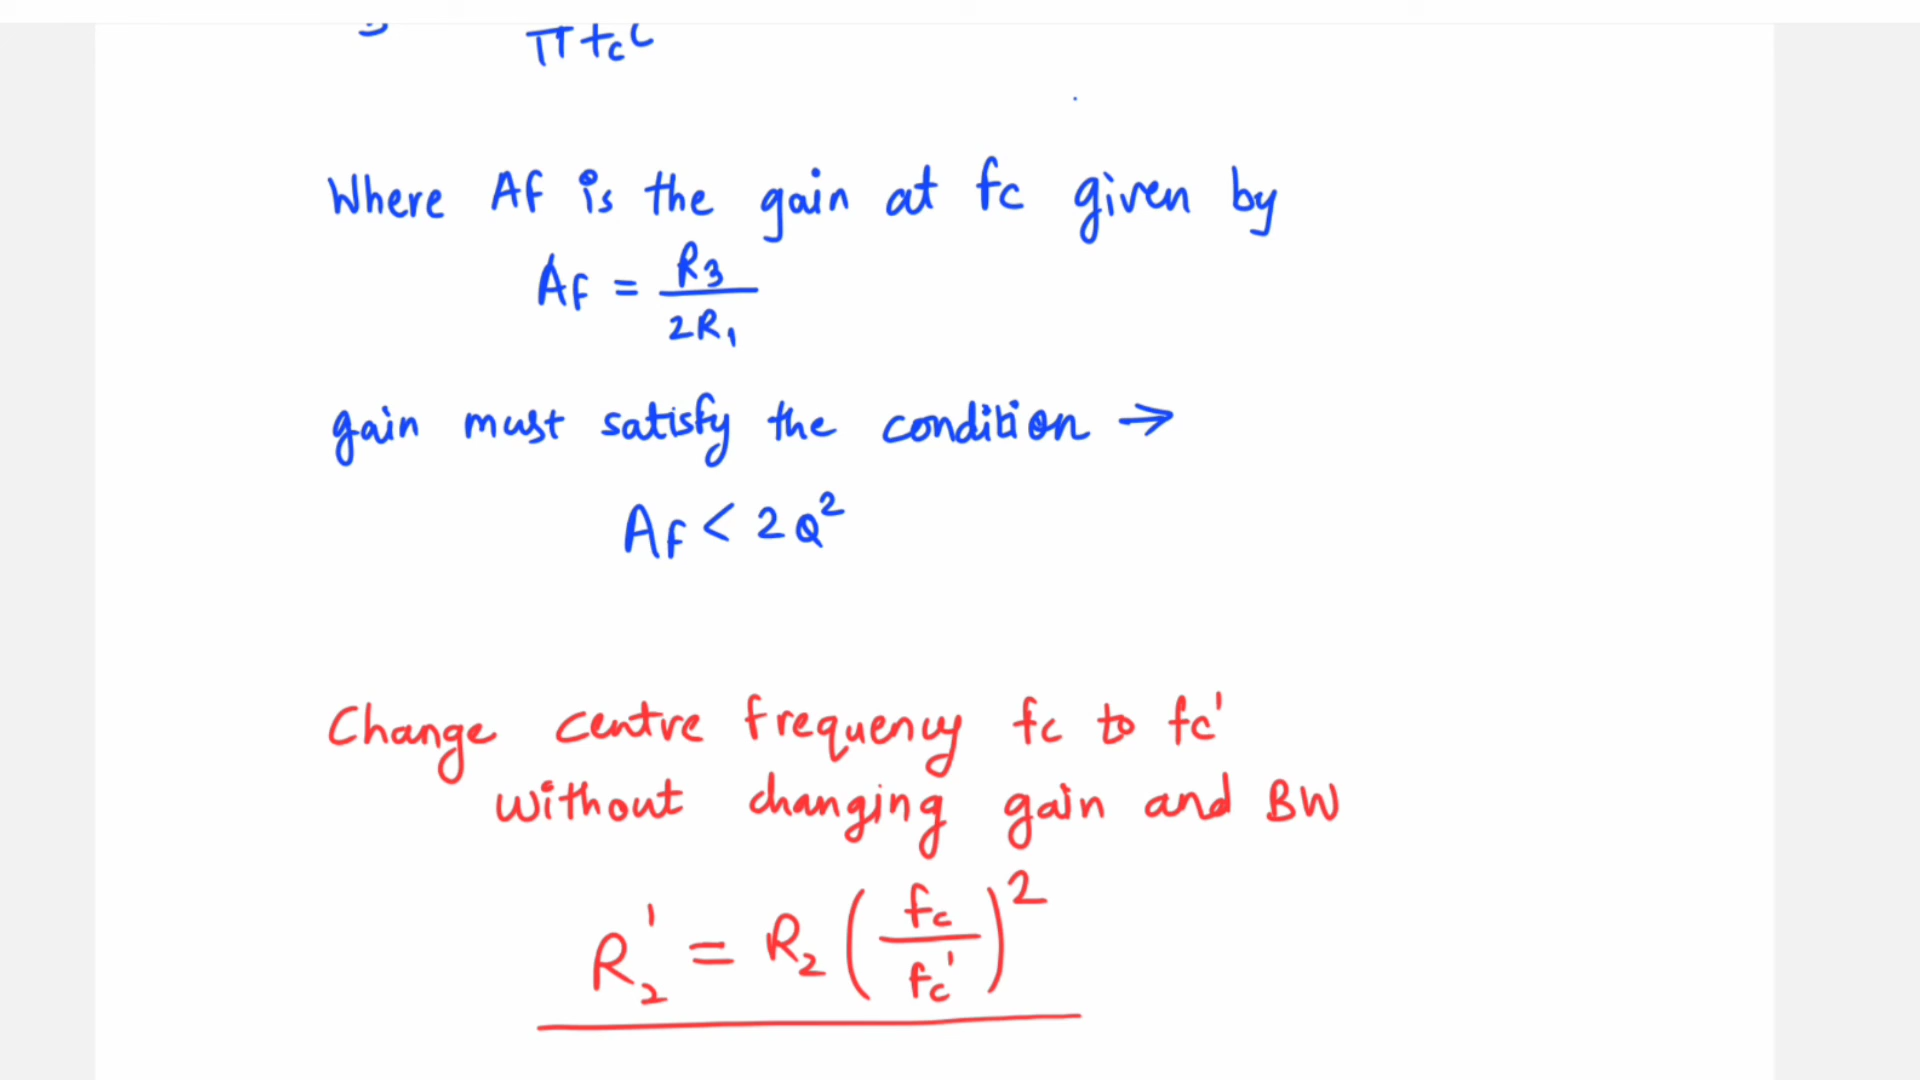 π fc C
Where AF is the gain at fc given by
AF = R3 / 2R1
gain must satisfy the condition →
AF < 2Q²
Change centre frequency fc to fc'
without changing gain and BW
R2' = R2 (fc / fc')²